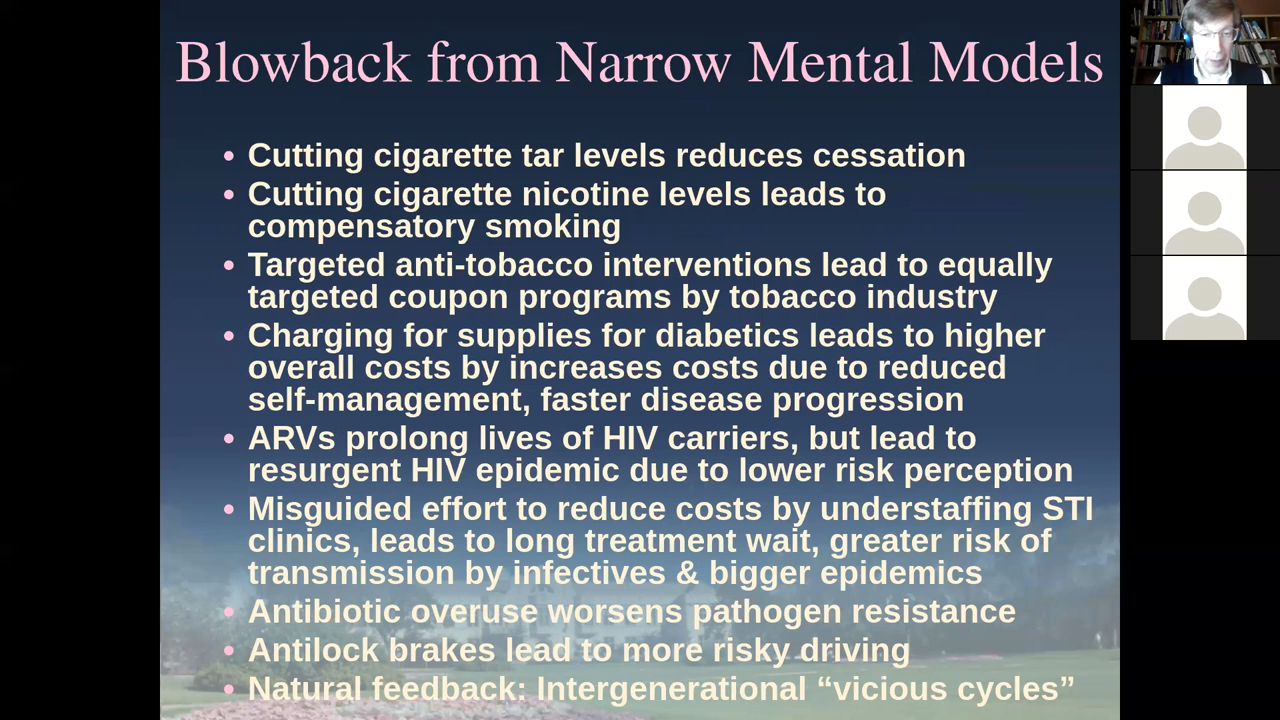 Blowback from Narrow Mental Models
• Cutting cigarette tar levels reduces cessation
• Cutting cigarette nicotine levels leads to
compensatory smoking
• Targeted anti-tobacco interventions lead to equally
targeted coupon programs by tobacco industry
• Charging for supplies for diabetics leads to higher
overall costs by increases costs due to reduced
self-management, faster disease progression
• ARVs prolong lives of HIV carriers, but lead to
resurgent HIV epidemic due to lower risk perception
• Misguided effort to reduce costs by understaffing STI
clinics, leads to long treatment wait, greater risk of
transmission by infectives & bigger epidemics
• Antibiotic overuse worsens pathogen resistance
• Antilock brakes lead to more risky driving
• Natural feedback: Intergenerational “vicious cycles”